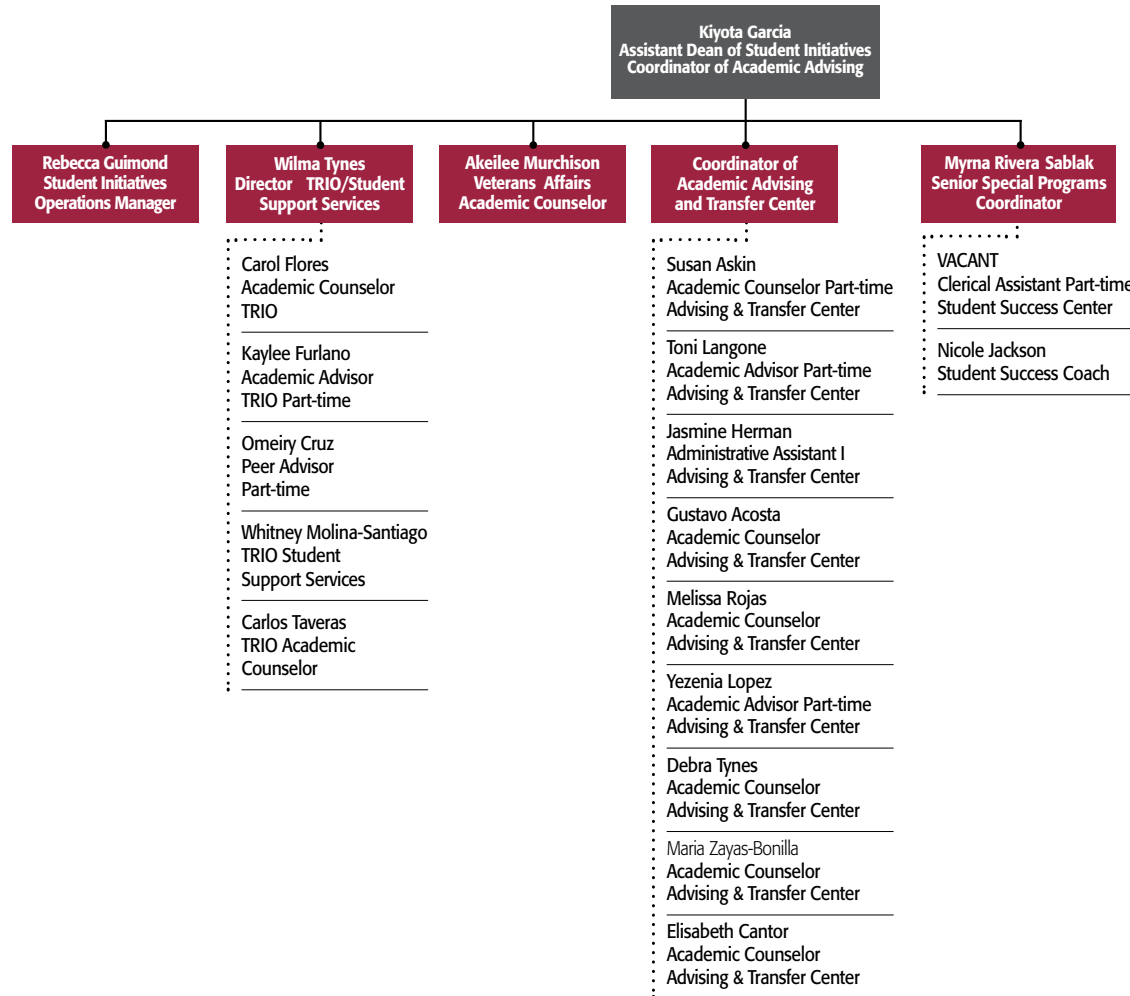 Kiyota Garcia
Assistant Dean of Student Initiatives
Coordinator of Academic Advising
Rebecca Guimond
Student Initiatives
Operations Manager
Wilma Tynes
Director TRIO/Student
Support Services
Akeilee Murchison
Veterans Affairs
Academic Counselor
Coordinator of
Academic Advising
and Transfer Center
Myrna Rivera Sablak
Senior Special Programs
Coordinator
Carol Flores
Academic Counselor
TRIO
Kaylee Furlano
Academic Advisor
TRIO Part-time
Omeiry Cruz
Peer Advisor
Part-time
Whitney Molina-Santiago
TRIO Student
Support Services
Carlos Taveras
TRIO Academic
Counselor
Susan Askin
Academic Counselor Part-time
Advising & Transfer Center
Toni Langone
Academic Advisor Part-time
Advising & Transfer Center
Jasmine Herman
Administrative Assistant I
Advising & Transfer Center
Gustavo Acosta
Academic Counselor
Advising & Transfer Center
Melissa Rojas
Academic Counselor
Advising & Transfer Center
Yezenia Lopez
Academic Advisor Part-time
Advising & Transfer Center
Debra Tynes
Academic Counselor
Advising & Transfer Center
Maria Zayas-Bonilla
Academic Counselor
Advising & Transfer Center
Elisabeth Cantor
Academic Counselor
Advising & Transfer Center
VACANT
Clerical Assistant Part-time
Student Success Center
Nicole Jackson
Student Success Coach